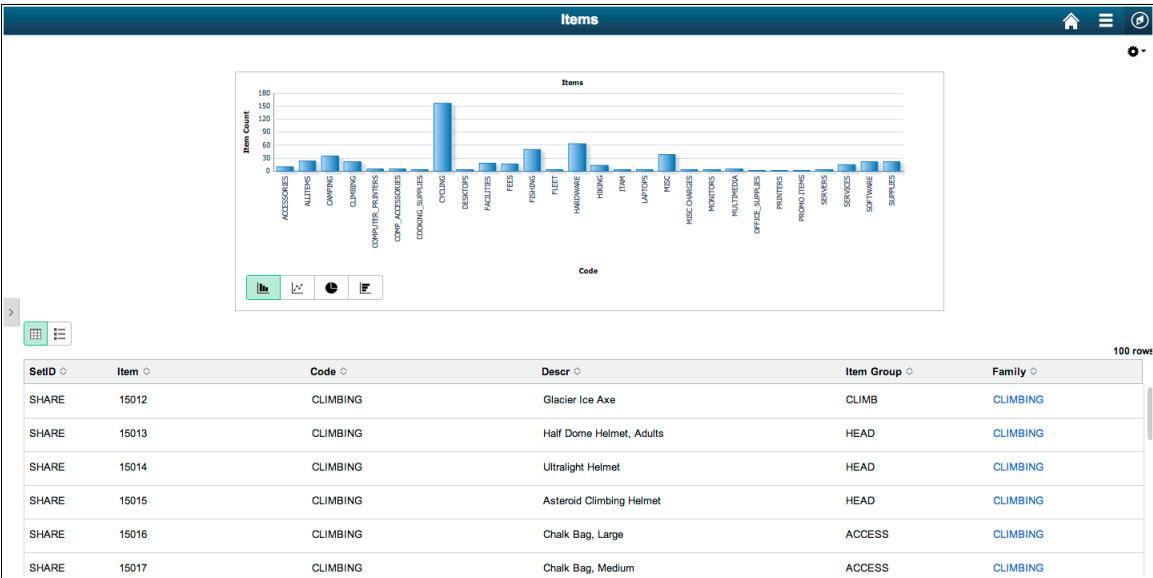 Items
Items
Item Count
180
150
120
90
60
30
0
ACCESSORIES
ALLITEMS
CAMPING
CLIMBING
COMPUTER_PRINTERS
COMP_ACCESSORIES
COOKING_SUPPLIES
CYCLING
DESKTOPS
FACILITIES
FEES
FISHING
FLEET
HARDWARE
HIKING
ITAM
LAPTOPS
MISC
MISC CHARGES
MONITORS
MULTIMEDIA
OFFICE_SUPPLIES
PRINTERS
PROMO ITEMS
SERVERS
SERVICES
SOFTWARE
SUPPLIES
Code
100 rows
SetID Item Code Descr Item Group Family
SHARE 15012 CLIMBING Glacier Ice Axe CLIMB CLIMBING
SHARE 15013 CLIMBING Half Dome Helmet, Adults HEAD CLIMBING
SHARE 15014 CLIMBING Ultralight Helmet HEAD CLIMBING
SHARE 15015 CLIMBING Asteroid Climbing Helmet HEAD CLIMBING
SHARE 15016 CLIMBING Chalk Bag, Large ACCESS CLIMBING
SHARE 15017 CLIMBING Chalk Bag, Medium ACCESS CLIMBING